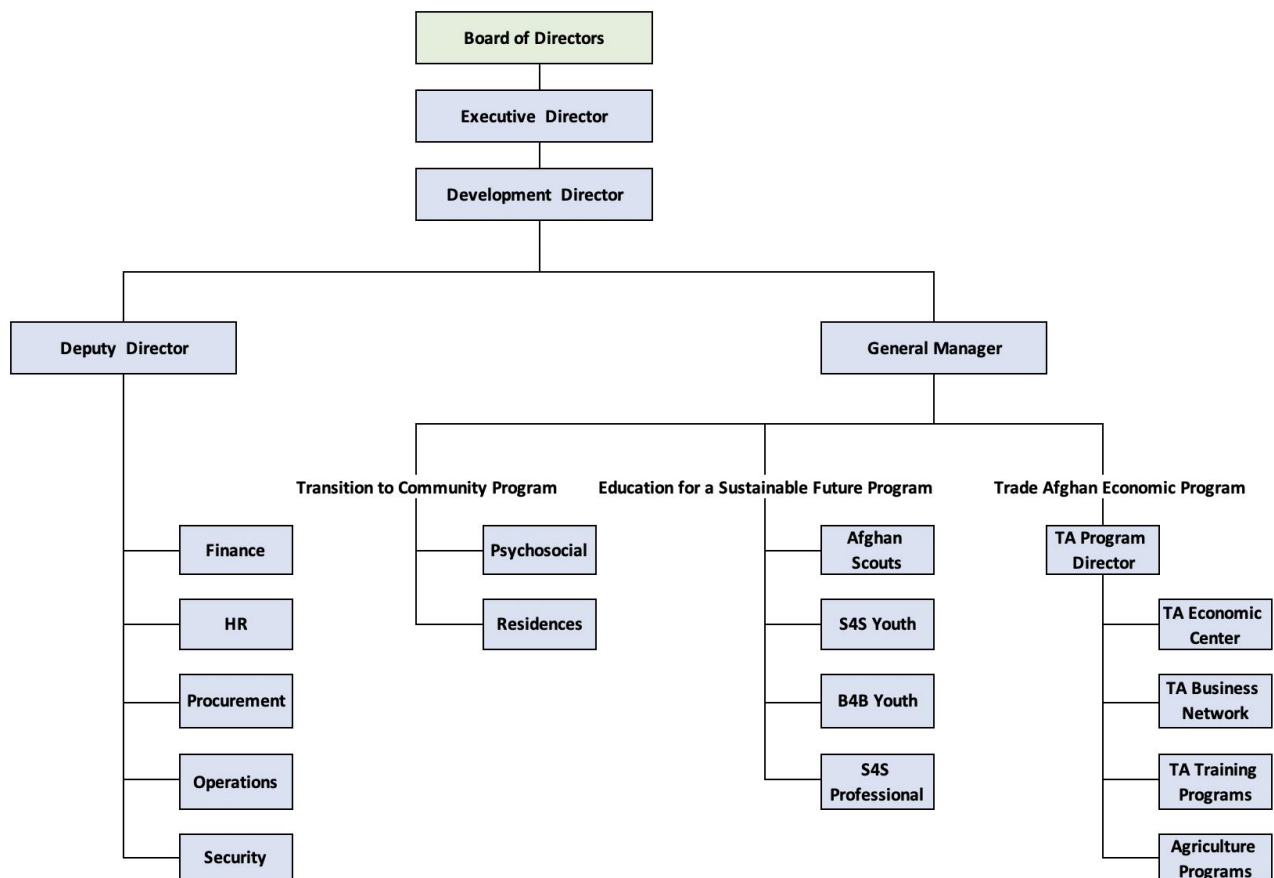 Board of Directors
Executive Director
Development Director
Deputy Director
General Manager
Transition to Community Program
Education for a Sustainable Future Program
Trade Afghan Economic Program
Finance
HR
Procurement
Operations
Security
Psychosocial
Residences
Afghan
Scouts
S4S Youth
B4B Youth
S4S
Professional
TA Program
Director
TA Economic
Center
TA Business
Network
TA Training
Programs
Agriculture
Programs